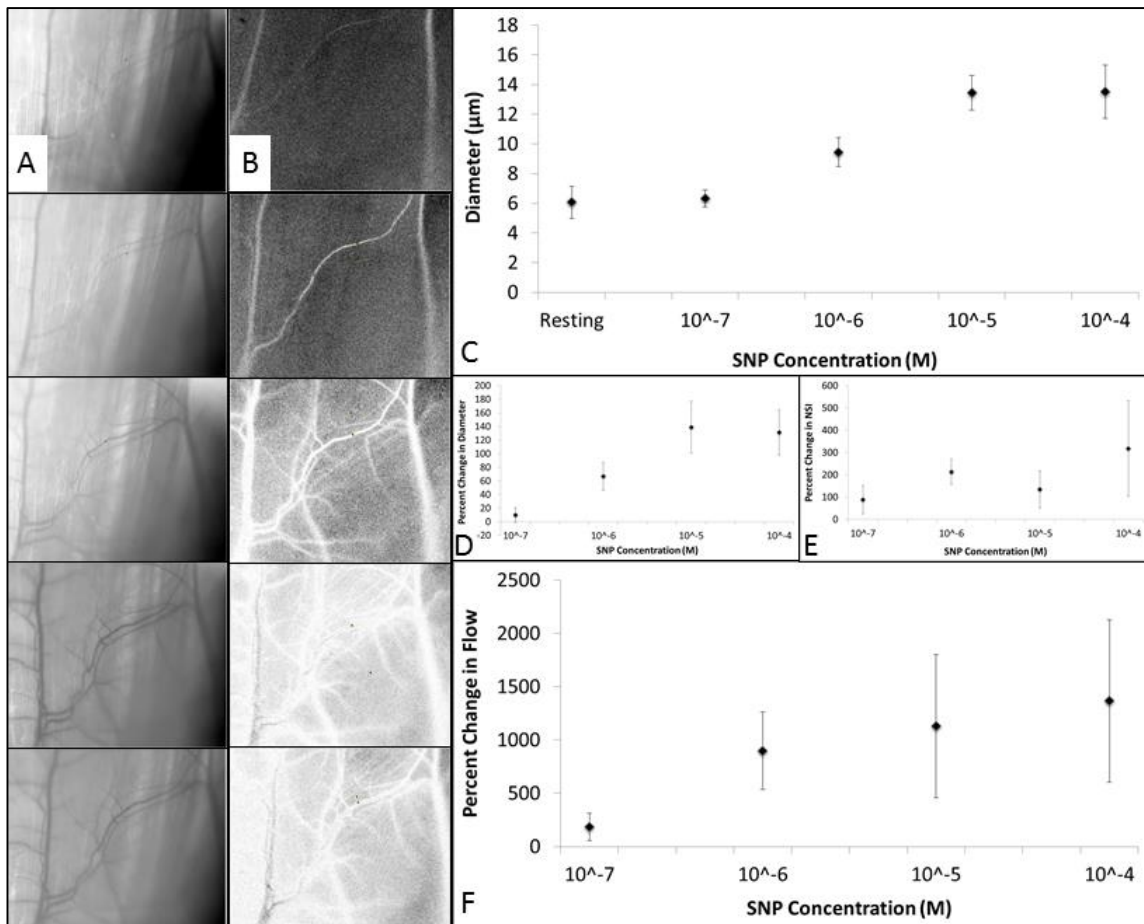 A
B
18
16
14
12
10
8
6
4
2
0
Diameter (µm)
Resting 10^-7 10^-6 10^-5 10^-4
SNP Concentration (M)
C
200
180
160
140
120
100
80
60
40
20
0
-20
Percent Change in Diameter
10^-7 10^-6 10^-5 10^-4
SNP Concentration (M)
D
600
500
400
300
200
100
0
Percent Change in NSI
10^-7 10^-6 10^-5 10^-4
SNP Concentration (M)
E
2500
2000
1500
1000
500
0
Percent Change in Flow
10^-7 10^-6 10^-5 10^-4
SNP Concentration (M)
F